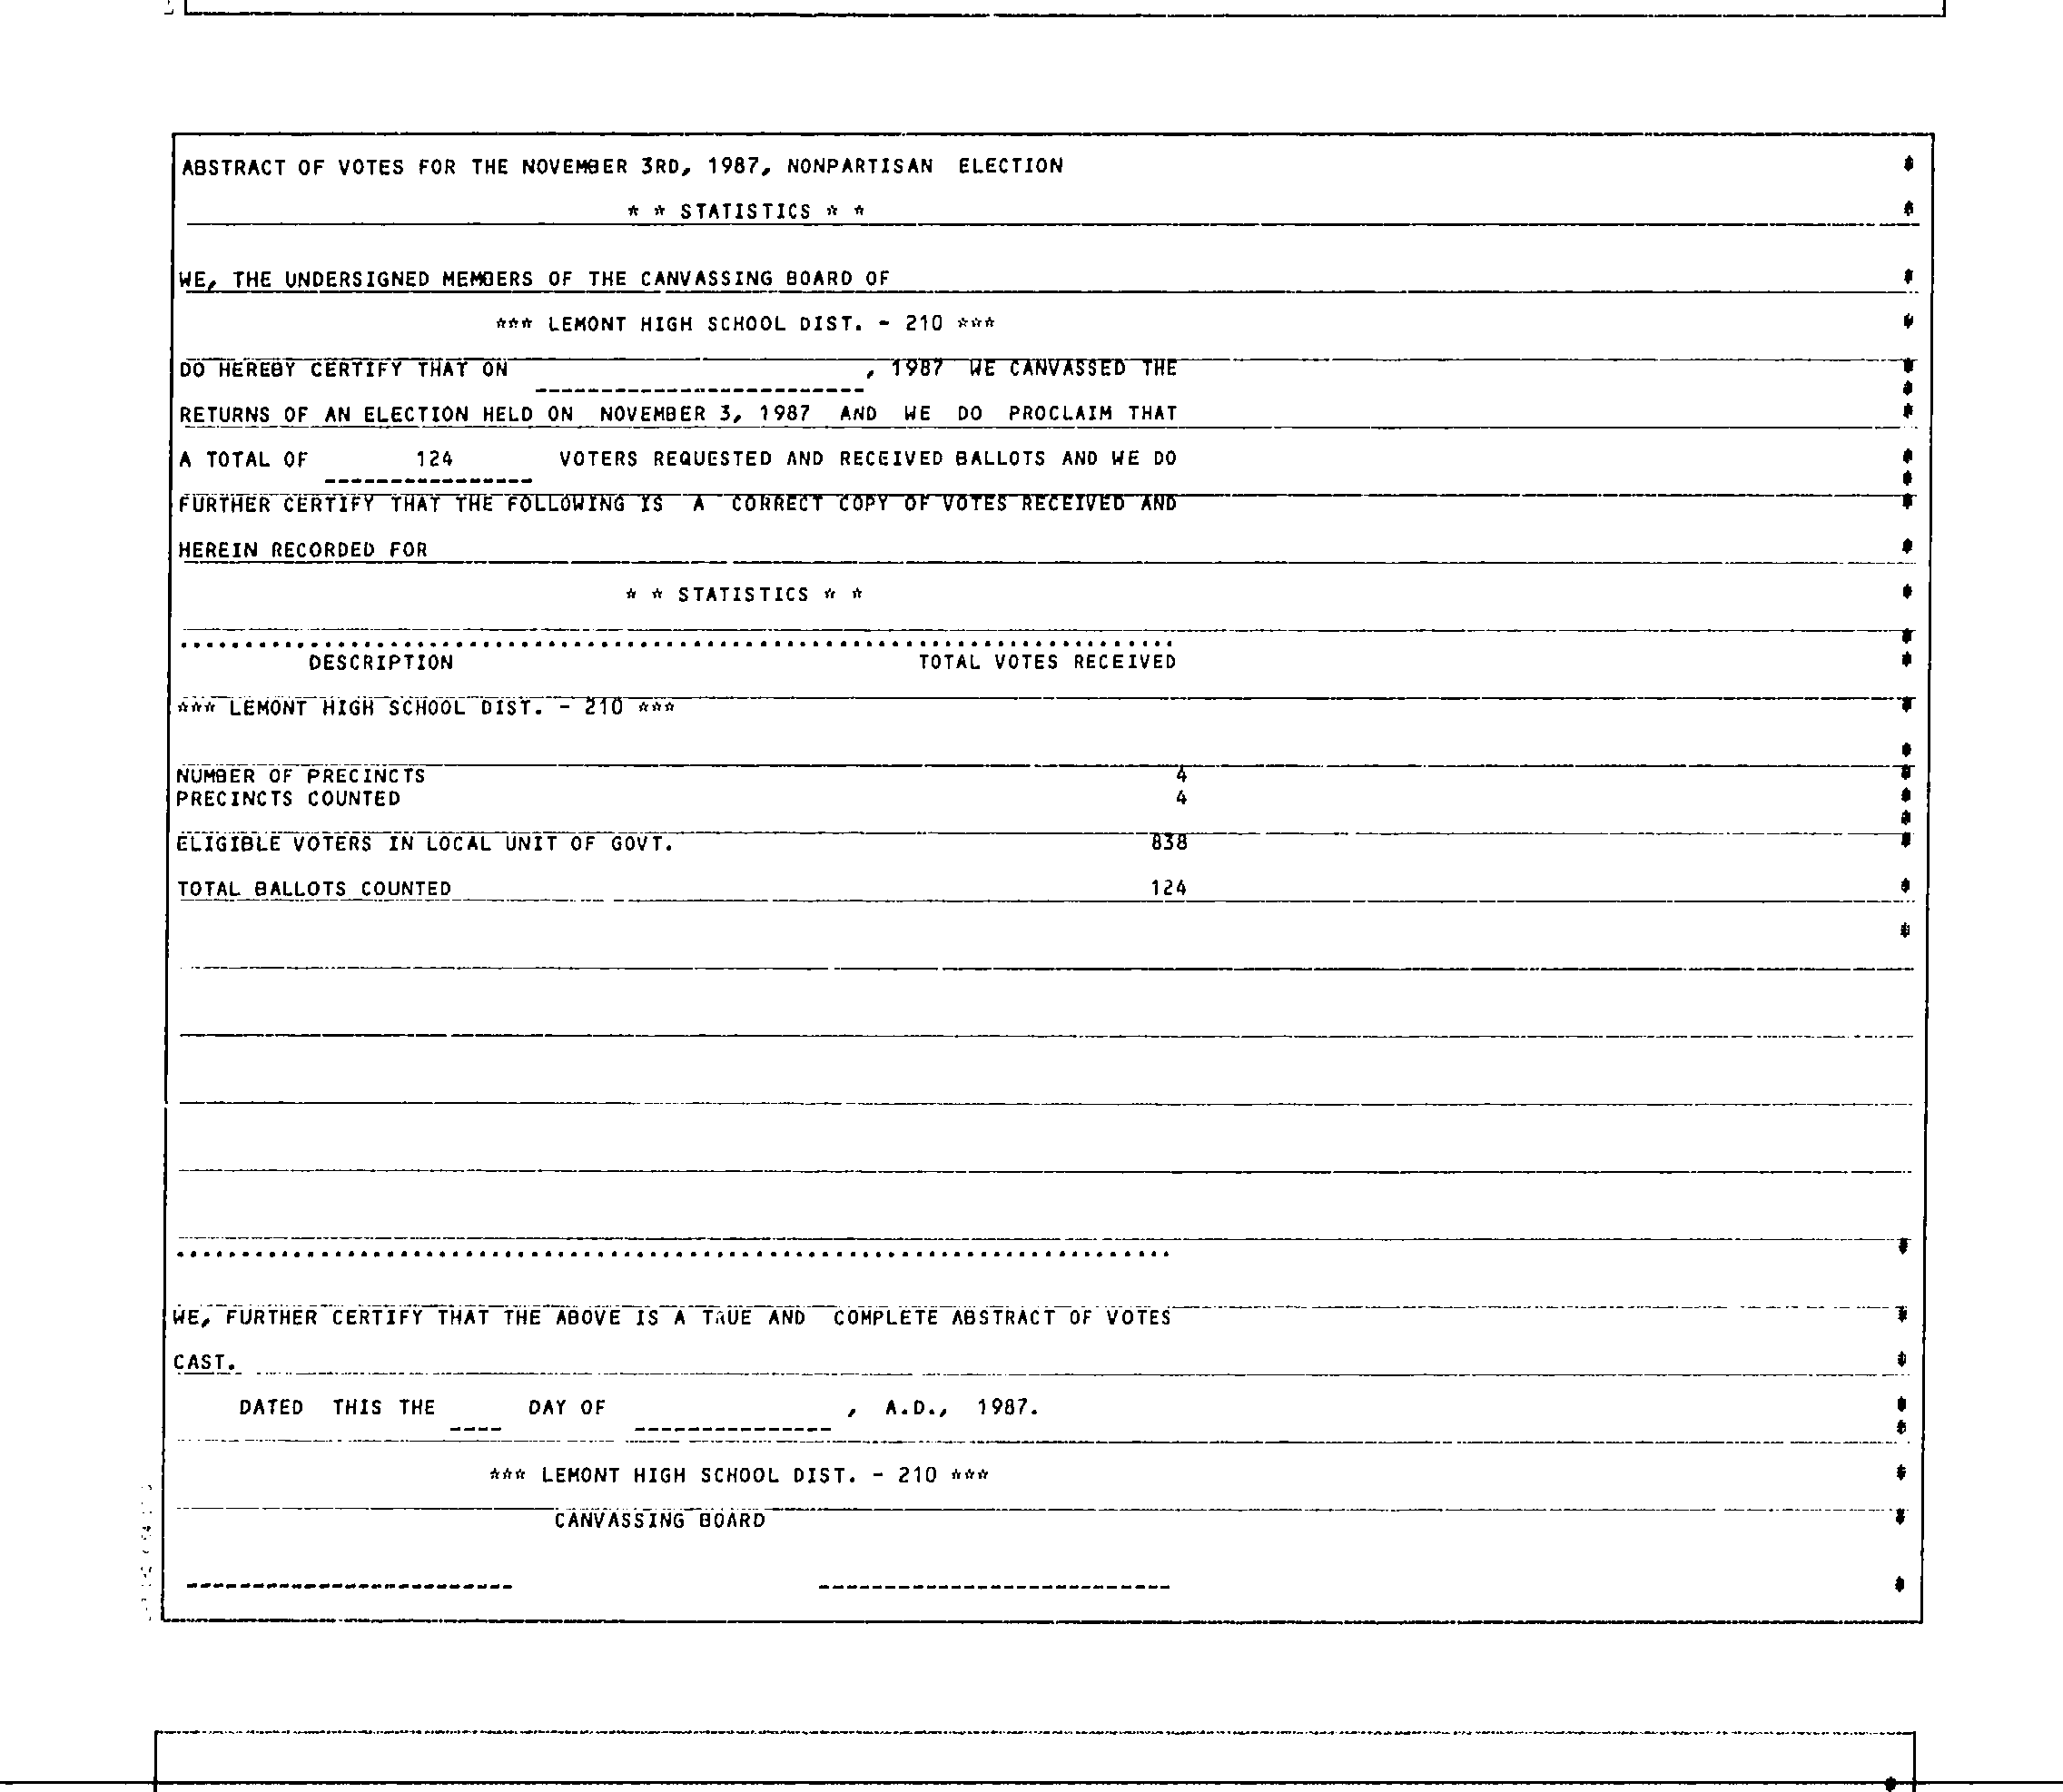 ABSTRACT OF VOTES FOR THE NOVEMBER 3RD, 1987, NONPARTISAN ELECTION
* * STATISTICS * *
WE, THE UNDERSIGNED MEMBERS OF THE CANVASSING BOARD OF
*** LEMONT HIGH SCHOOL DIST. - 210 ***
DO HEREBY CERTIFY THAT ON , 1987 WE CANVASSED THE
RETURNS OF AN ELECTION HELD ON NOVEMBER 3, 1987 AND WE DO PROCLAIM THAT
A TOTAL OF 124 VOTERS REQUESTED AND RECEIVED BALLOTS AND WE DO
FURTHER CERTIFY THAT THE FOLLOWING IS A CORRECT COPY OF VOTES RECEIVED AND
HEREIN RECORDED FOR
* * STATISTICS * *
DESCRIPTION TOTAL VOTES RECEIVED
*** LEMONT HIGH SCHOOL DIST. - 210 ***
NUMBER OF PRECINCTS 4
PRECINCTS COUNTED 4
ELIGIBLE VOTERS IN LOCAL UNIT OF GOVT. 838
TOTAL BALLOTS COUNTED 124
WE, FURTHER CERTIFY THAT THE ABOVE IS A TRUE AND COMPLETE ABSTRACT OF VOTES
CAST.
DATED THIS THE ____ DAY OF _______________ , A.D., 1987.
*** LEMONT HIGH SCHOOL DIST. - 210 ***
CANVASSING BOARD